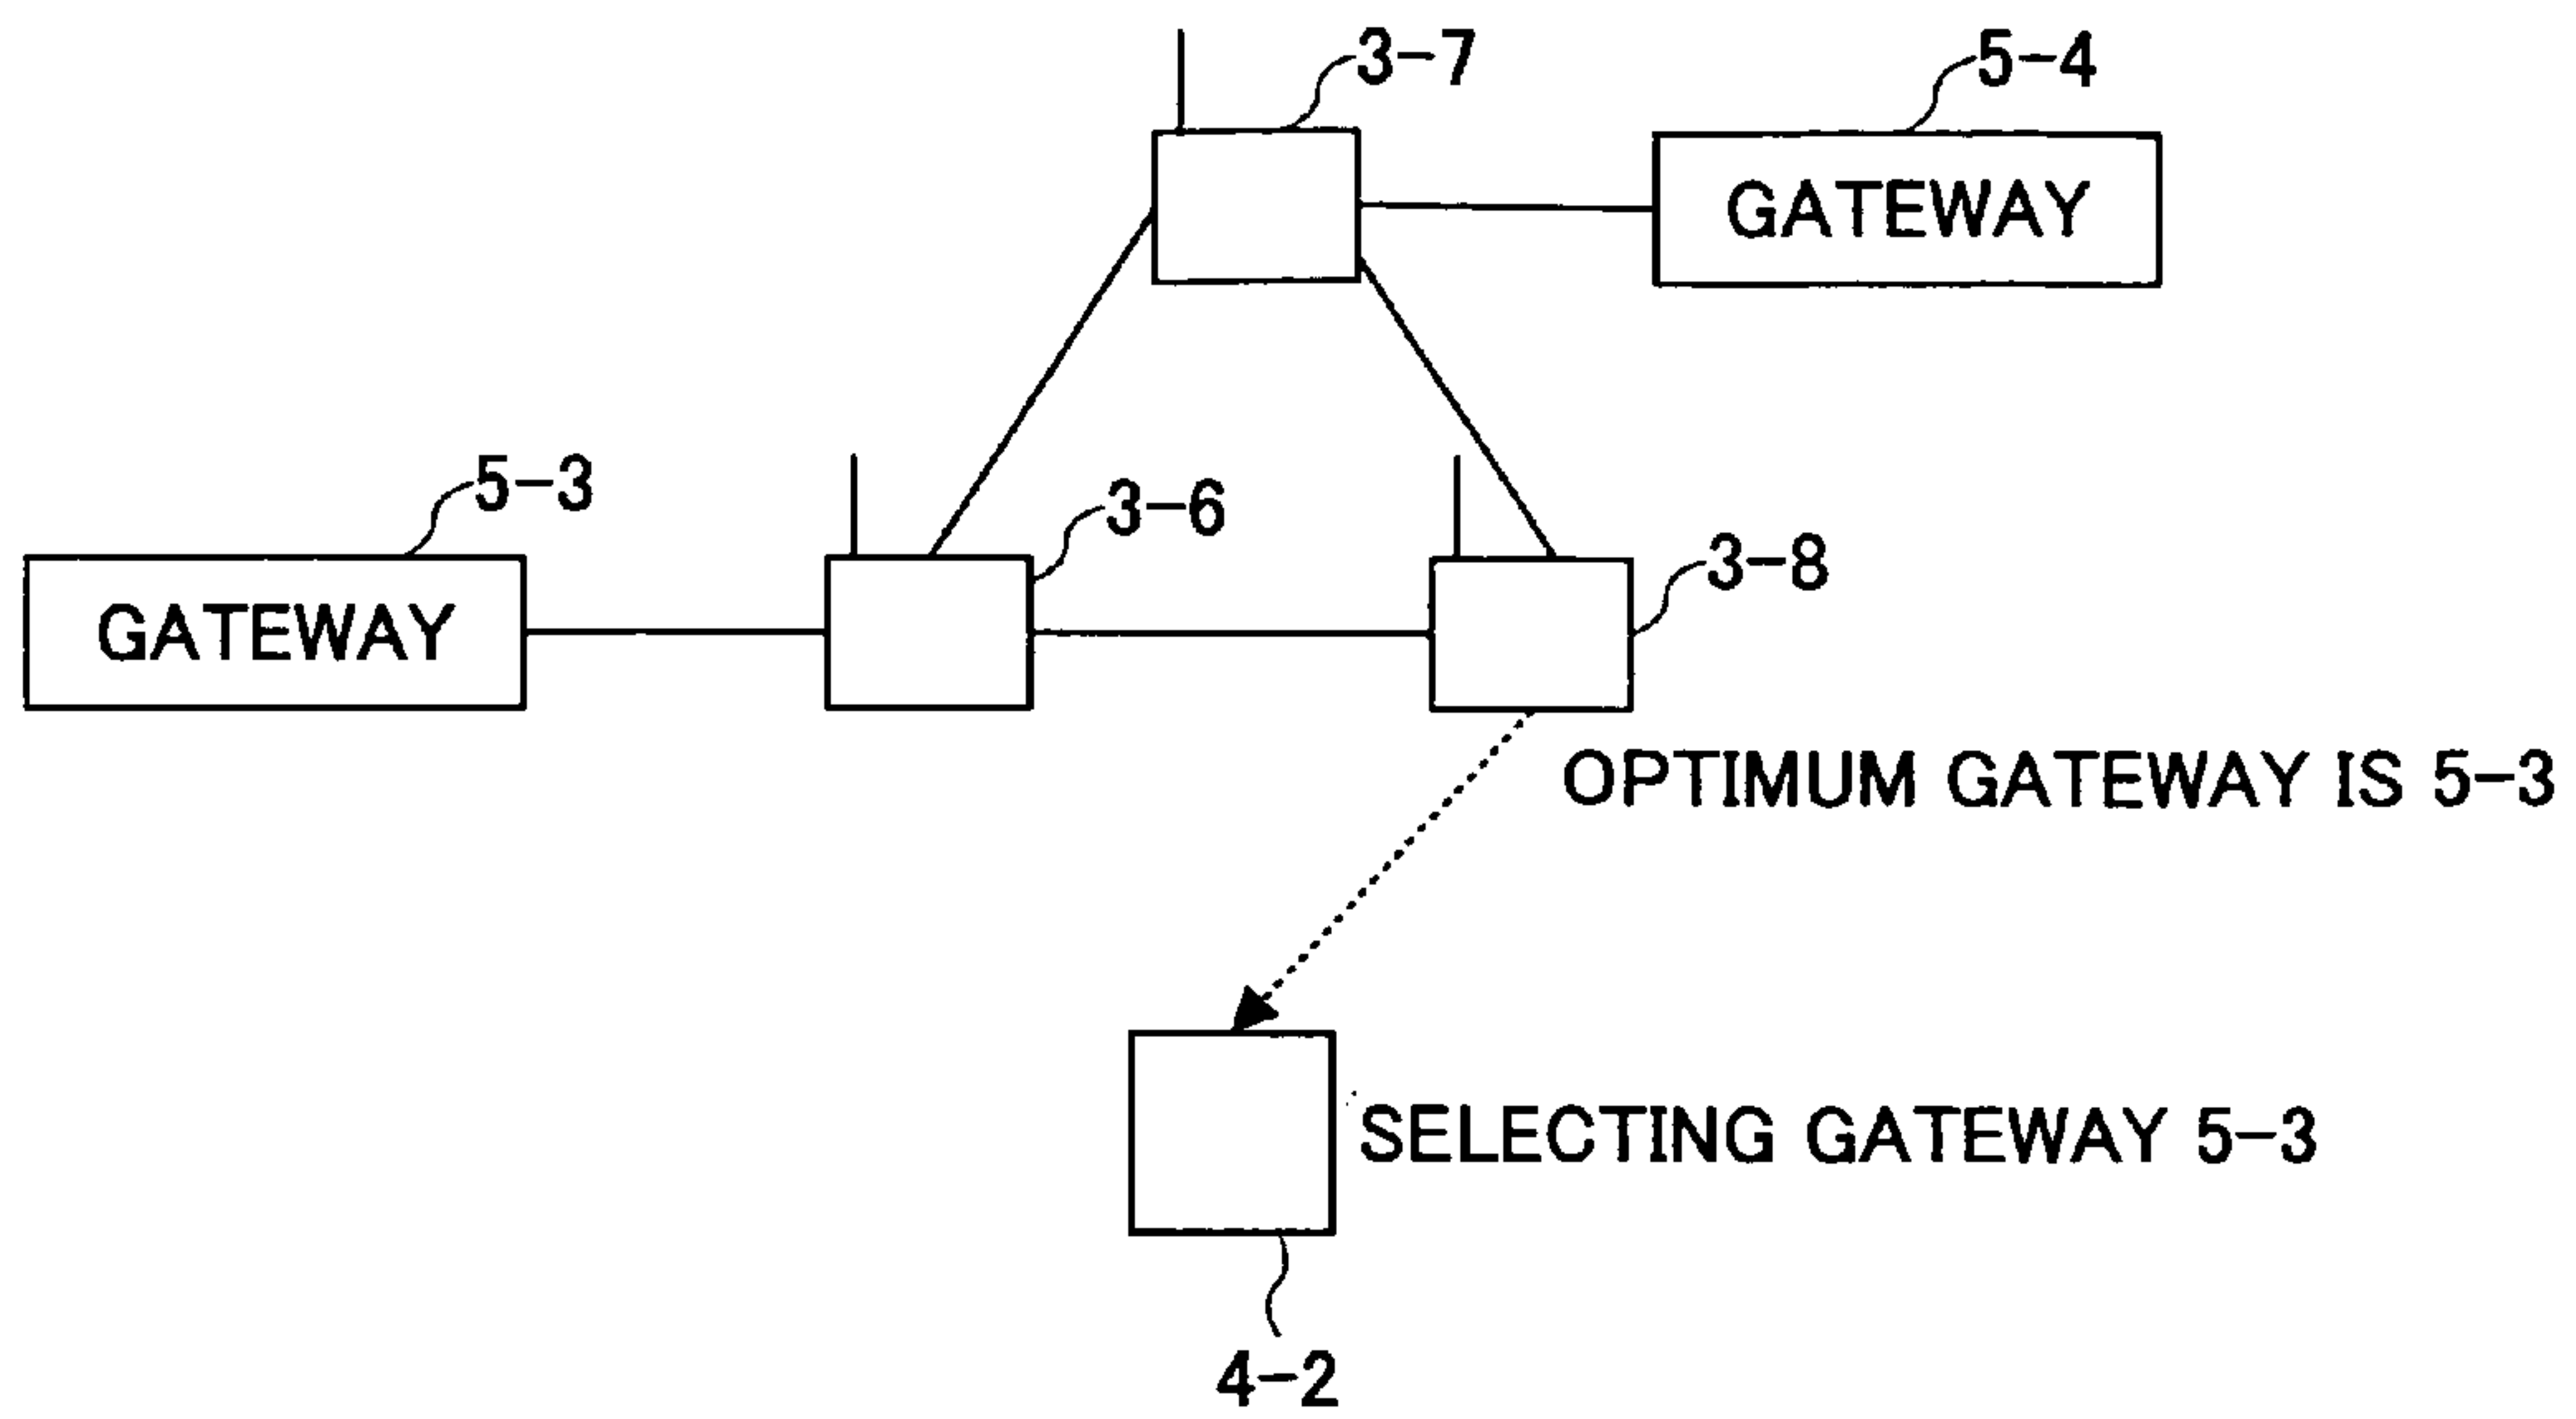 3-7
5-4
GATEWAY
5-3
3-6
3-8
GATEWAY
OPTIMUM GATEWAY IS 5-3
SELECTING GATEWAY 5-3
4-2